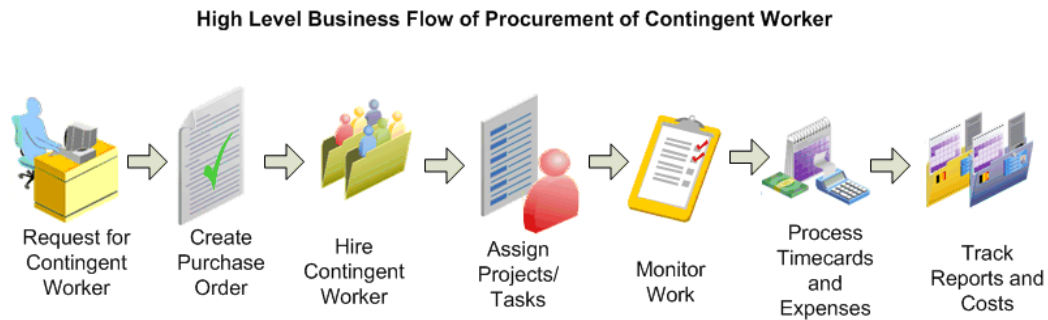 High Level Business Flow of Procurement of Contingent Worker
Request for
Contingent
Worker
Create
Purchase
Order
Hire
Contingent
Worker
Assign
Projects/
Tasks
Monitor
Work
Process
Timecards
and
Expenses
Track
Reports and
Costs